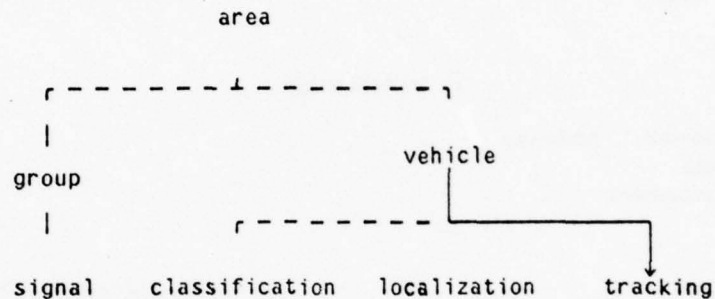 area
vehicle
group
signal classification localization tracking